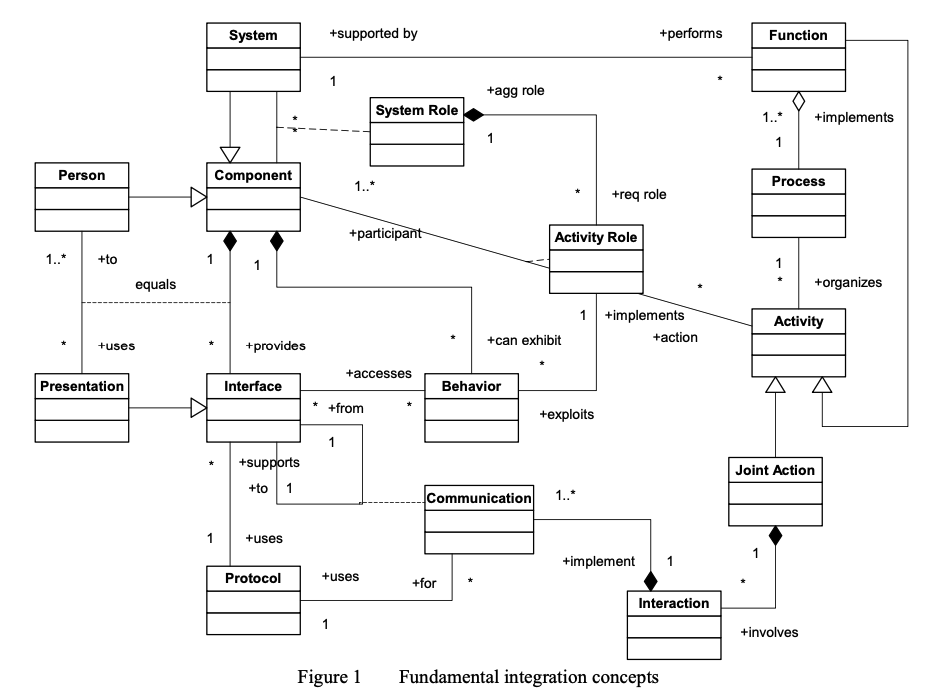 System
+supported by
+performs
Function
1
*
System Role
+agg role
*
*
1
1..*
+implements
1
Person
Component
1..*
Process
*
+req role
+participant
Activity Role
1..*
+to
1
1
1
*
+organizes
equals
*
1
+implements
+action
Activity
*
+uses
*
+provides
*
+can exhibit
*
+accesses
Presentation
Interface
Behavior
*
+from
*
+exploits
1
*
+supports
+to
1
Joint Action
Communication
1..*
1
+uses
1
+implement
1
Protocol
+uses
+for
*
*
Interaction
1
+involves
Figure 1 Fundamental integration concepts